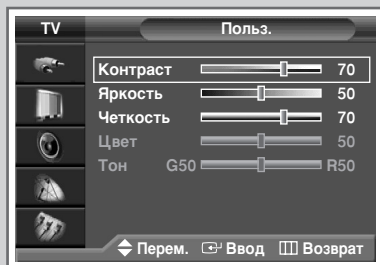 TV Польз.
Контраст 70
Яркость 50
Четкость 70
Цвет 50
Тон G50 R50
Перем. Ввод Возврат